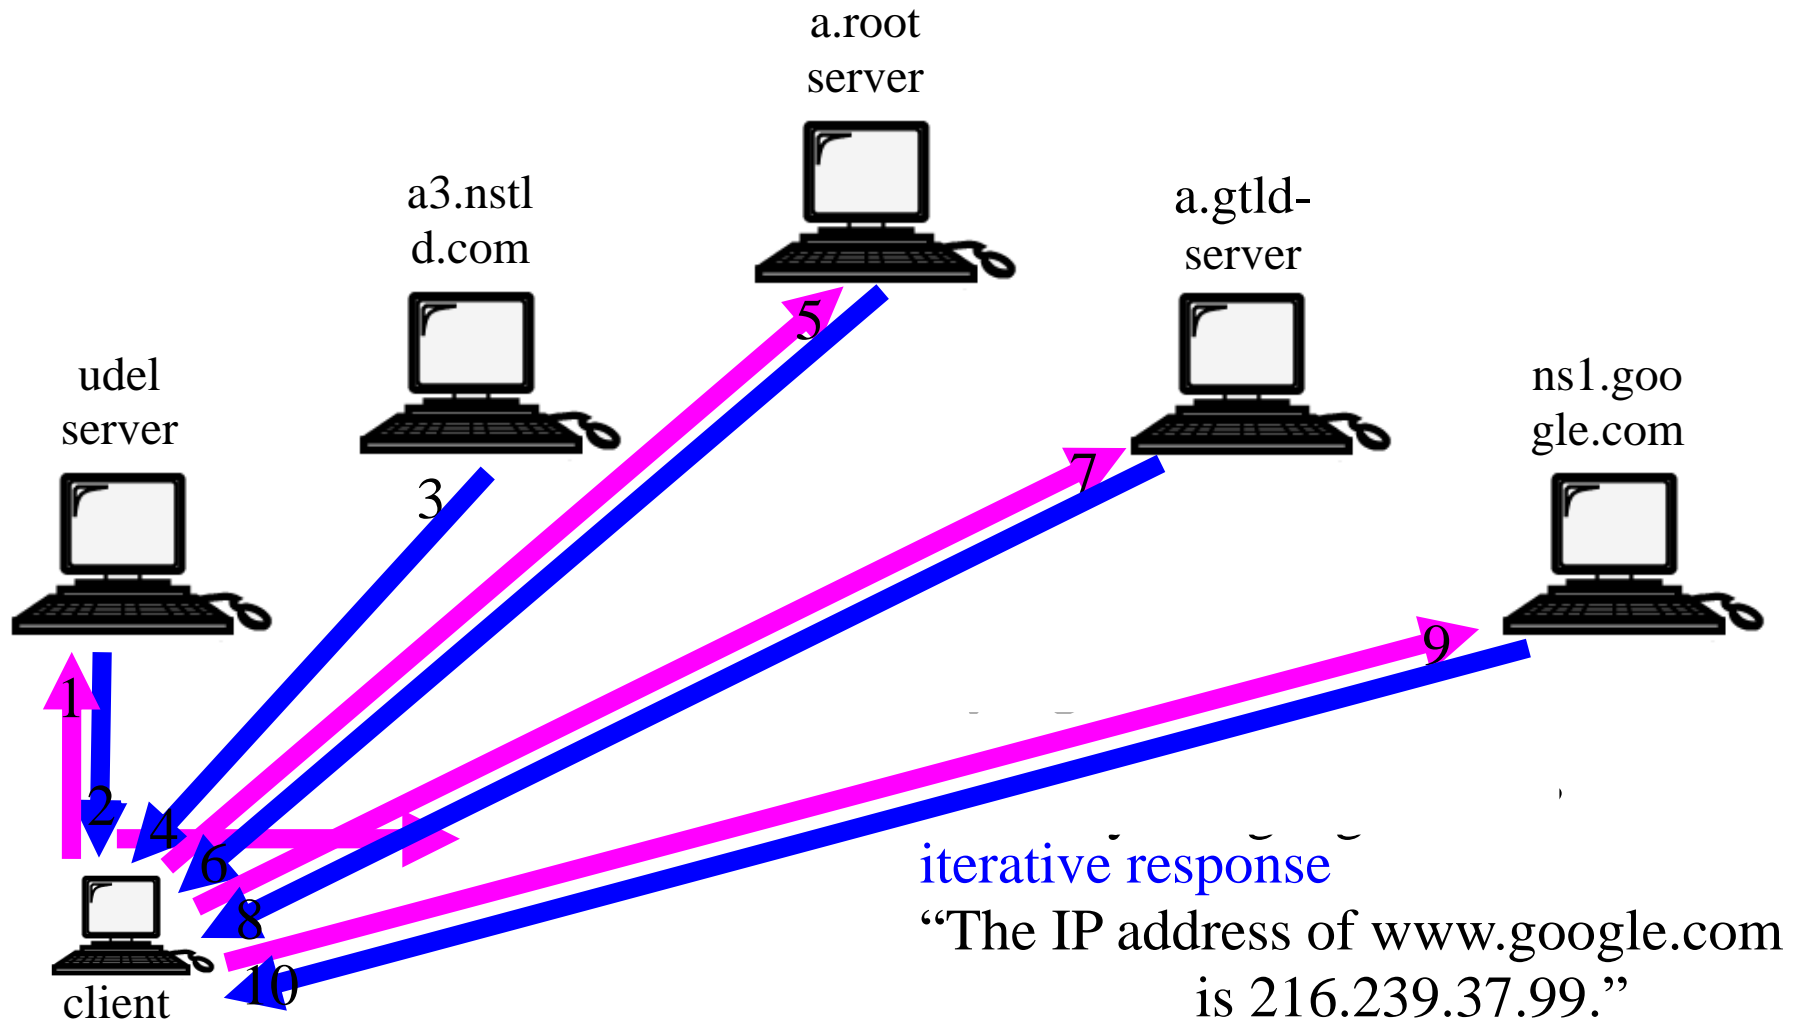 a.root
server
a3.nstl
d.com
a.gtld-
server
udel
server
ns1.goo
gle.com
5
7
3
9
1
2
4
6
8
10
iterative response
“The IP address of www.google.com
is 216.239.37.99.”
client